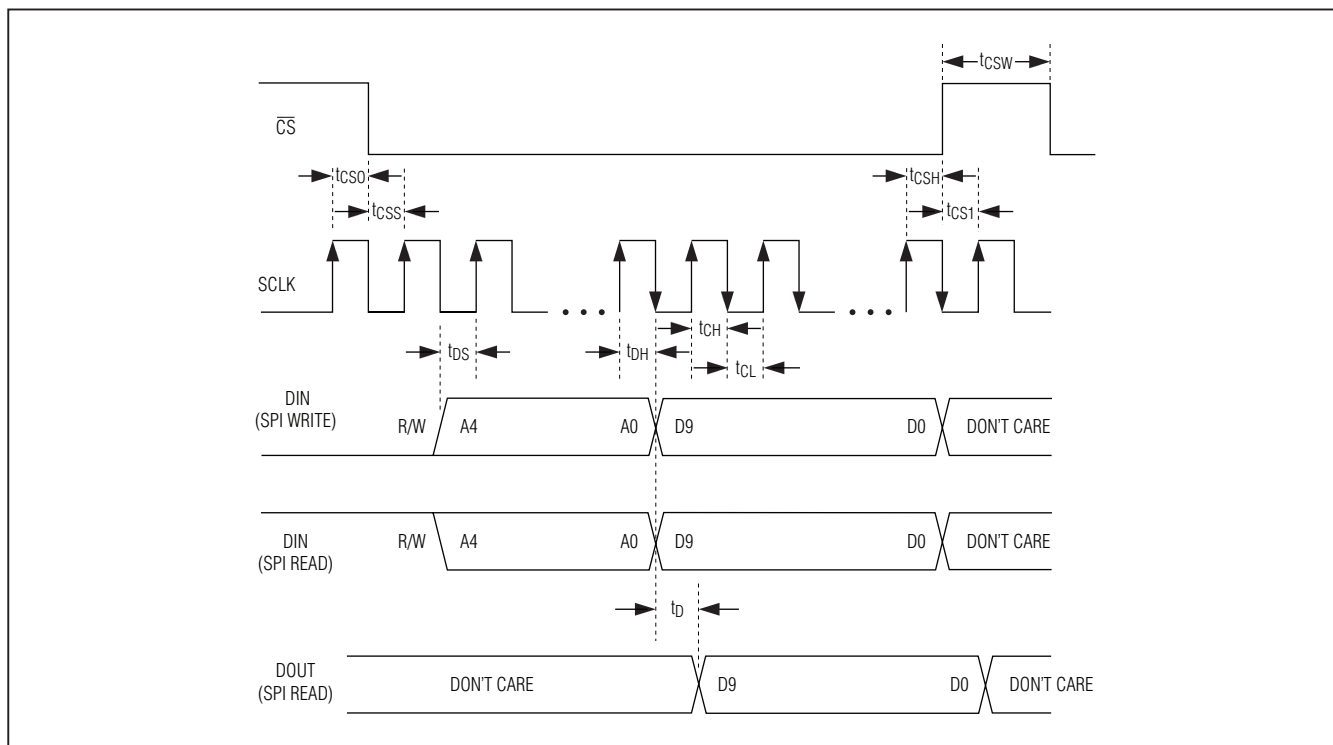 tCSW
CS
tCSO tCSH
tCSS tCS1
SCLK
tDS tDH tCH tCL
DIN
(SPI WRITE)
R/W A4 A0 D9 D0 DON'T CARE
DIN
(SPI READ)
R/W A4 A0 D9 D0 DON'T CARE
tD
DOUT
(SPI READ)
DON'T CARE D9 D0 DON'T CARE